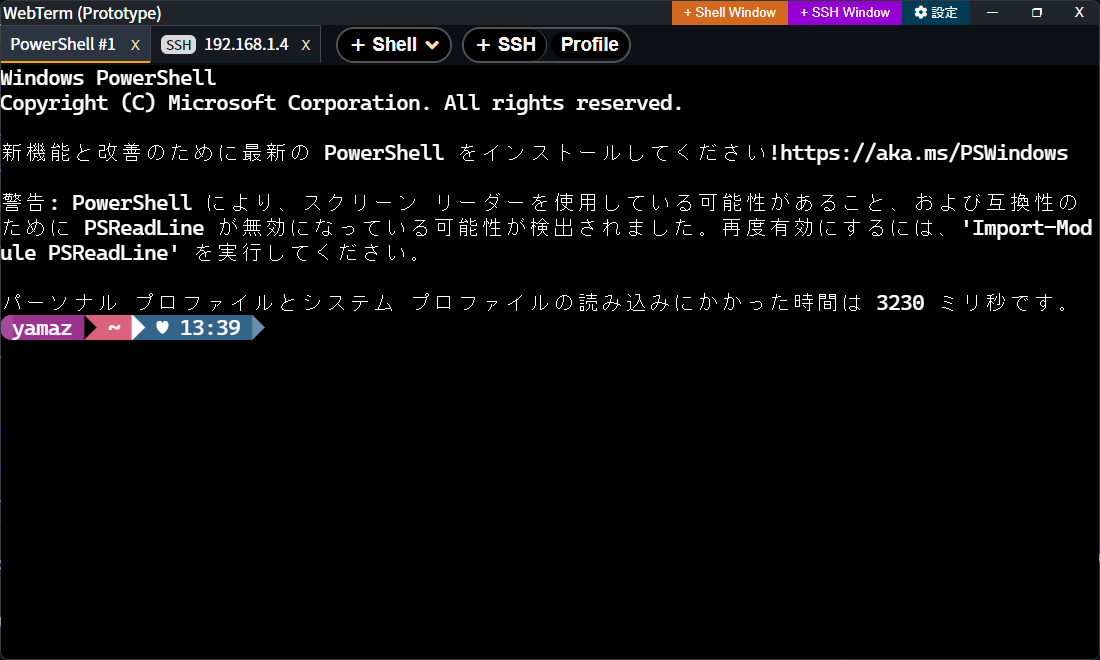 WebTerm (Prototype)
+ Shell Window
+ SSH Window
設定
X
PowerShell #1 X
SSH 192.168.1.4 X
+ Shell
+ SSH
Profile
Windows PowerShell
Copyright (C) Microsoft Corporation. All rights reserved.
新機能と改善のために最新の PowerShell をインストールしてください!https://aka.ms/PSWindows
警告: PowerShell により、スクリーン リーダーを使用している可能性があること、および互換性の
ために PSReadLine が無効になっている可能性が検出されました。再度有効にするには、'Import-Mod
ule PSReadLine' を実行してください。
パーソナル プロファイルとシステム プロファイルの読み込みにかかった時間は 3230 ミリ秒です。
yamaz ~ ♥ 13:39